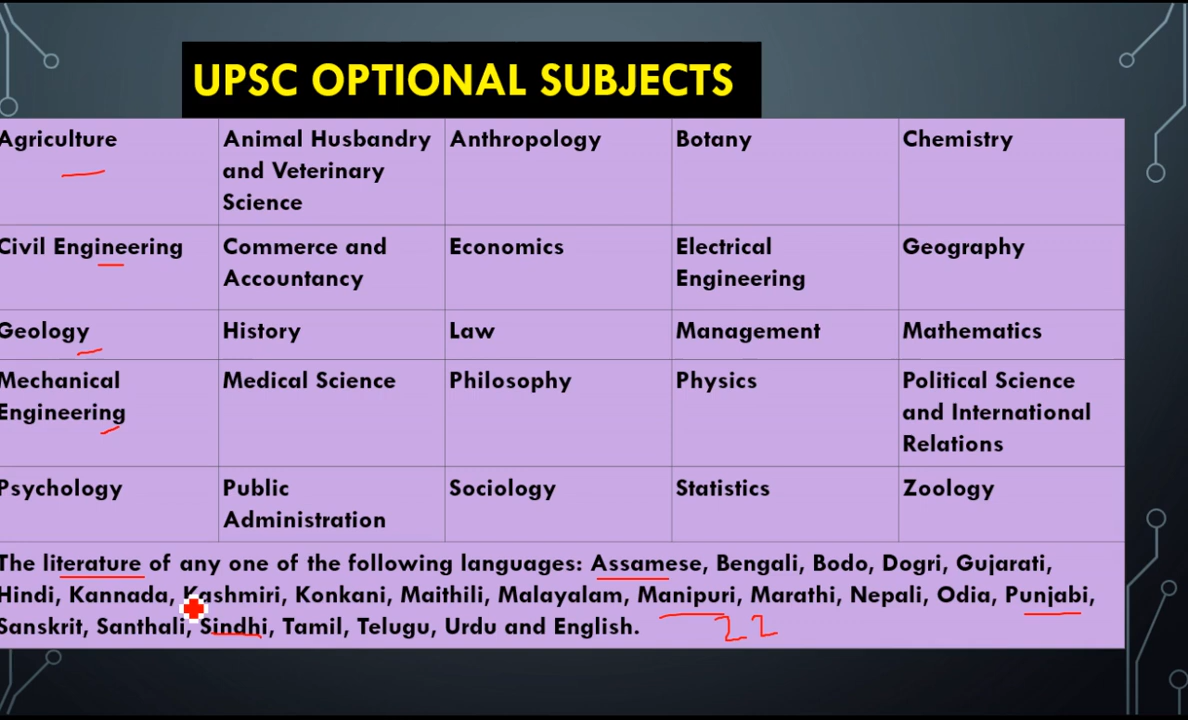 UPSC OPTIONAL SUBJECTS
Agriculture
Animal Husbandry
and Veterinary
Science
Anthropology
Botany
Chemistry
Civil Engineering
Commerce and
Accountancy
Economics
Electrical
Engineering
Geography
Geology
History
Law
Management
Mathematics
Mechanical
Engineering
Medical Science
Philosophy
Physics
Political Science
and International
Relations
Psychology
Public
Administration
Sociology
Statistics
Zoology
The literature of any one of the following languages: Assamese, Bengali, Bodo, Dogri, Gujarati,
Hindi, Kannada, Kashmiri, Konkani, Maithili, Malayalam, Manipuri, Marathi, Nepali, Odia, Punjabi,
Sanskrit, Santhali, Sindhi, Tamil, Telugu, Urdu and English.
22